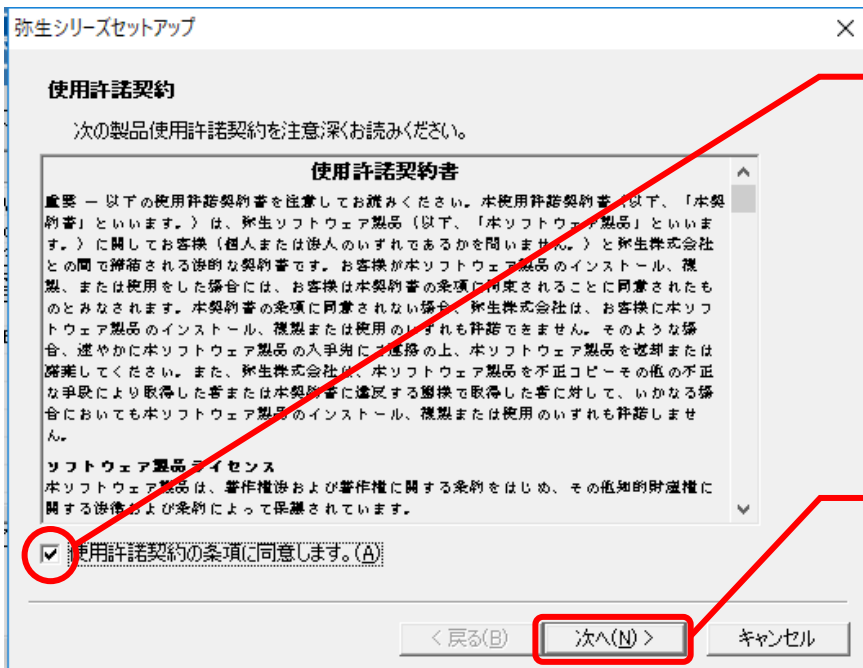 弥生シリーズセットアップ
使用許諾契約
次の製品使用許諾契約を注意深くお読みください。
使用許諾契約書
重要 ― 以下の使用許諾契約書を注意してお読みください。本使用許諾契約書（以下、「本契
約書」といいます。）は、弥生ソフトウェア製品（以下、「本ソフトウェア製品」といいま
す。）に関してお客様（個人または法人のいずれであるかを問いません。）と弥生株式会社
との間で締結される法的な契約書です。お客様が本ソフトウェア製品のインストール、複
製、または使用をした場合には、お客様は本契約書の条項に拘束されることに同意されたも
のとみなされます。本契約書の条項に同意されない場合、弥生株式会社は、お客様に本ソフ
トウェア製品のインストール、複製または使用のいずれも許諾できません。そのような場
合、速やかに本ソフトウェア製品の入手先にご連絡の上、本ソフトウェア製品を返却または
廃棄してください。また、弥生株式会社は、本ソフトウェア製品を不正コピーその他の不正
な手段により取得した者または本契約書に違反する態様で取得した者に対して、いかなる場
合においても本ソフトウェア製品のインストール、複製または使用のいずれも許諾しませ
ん。
ソフトウェア製品ライセンス
本ソフトウェア製品は、著作権法および著作権に関する条約をはじめ、その他知的財産権に
関する法律および条約によって保護されています。
使用許諾契約の条項に同意します。(A)
< 戻る(B)
次へ(N) >
キャンセル